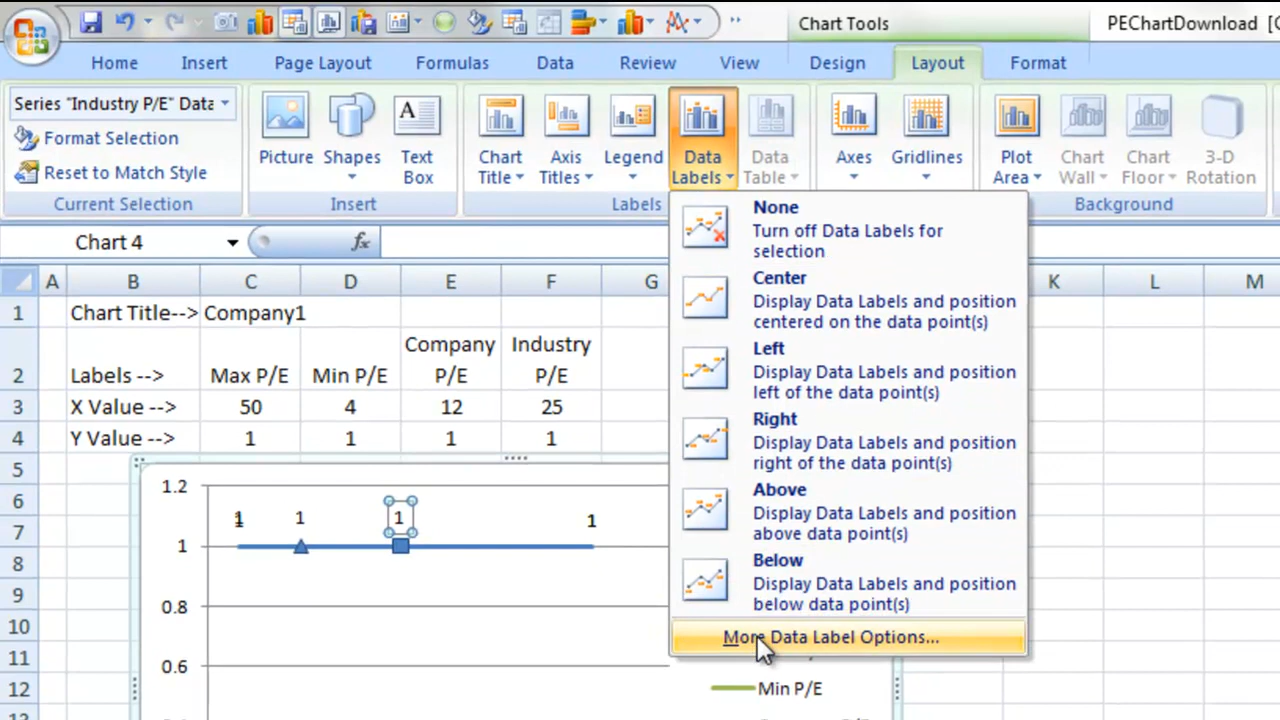 Chart Tools
PEChartDownload [C
Home Insert Page Layout Formulas Data Review View Design Layout Format
Series "Industry P/E" Data
Format Selection
Reset to Match Style
Current Selection
Picture
Shapes
Text
Box
Insert
Chart
Title
Axis
Titles
Legend
Data
Labels
Data
Table
Labels
Axes
Gridlines
Plot
Area
Chart
Wall
Chart
Floor
3-D
Rotation
Background
Chart 4
fx
None
Turn off Data Labels for
selection
Center
Display Data Labels and position
centered on the data point(s)
Left
Display Data Labels and position
left of the data point(s)
Right
Display Data Labels and position
right of the data point(s)
Above
Display Data Labels and position
above data point(s)
Below
Display Data Labels and position
below data point(s)
More Data Label Options...
A B C D E F G K L M
1 Chart Title--> Company1
2 Labels --> Max P/E Min P/E Company P/E Industry P/E
3 X Value --> 50 4 12 25
4 Y Value --> 1 1 1 1
5
6
7
8
9
10
11
12
1.2
1 1 1 1
1
0.8
0.6
Min P/E